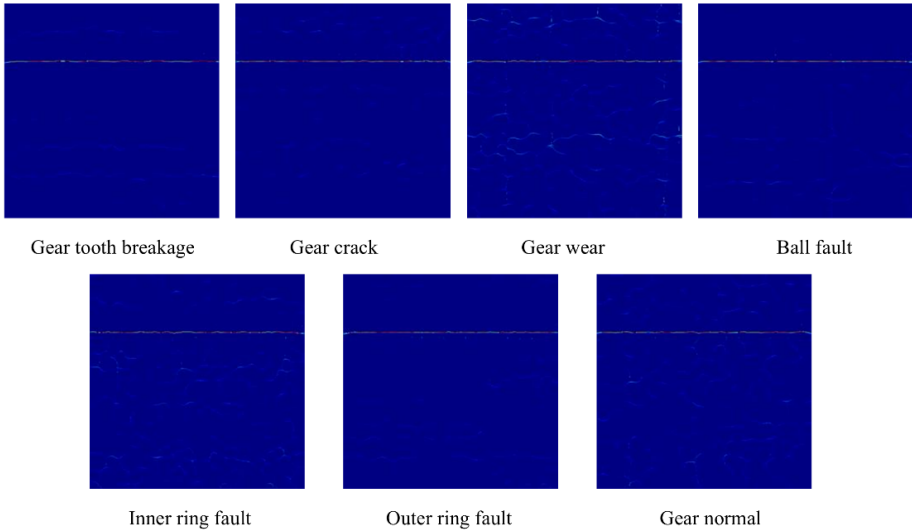 Gear tooth breakage
Gear crack
Gear wear
Ball fault
Inner ring fault
Outer ring fault
Gear normal